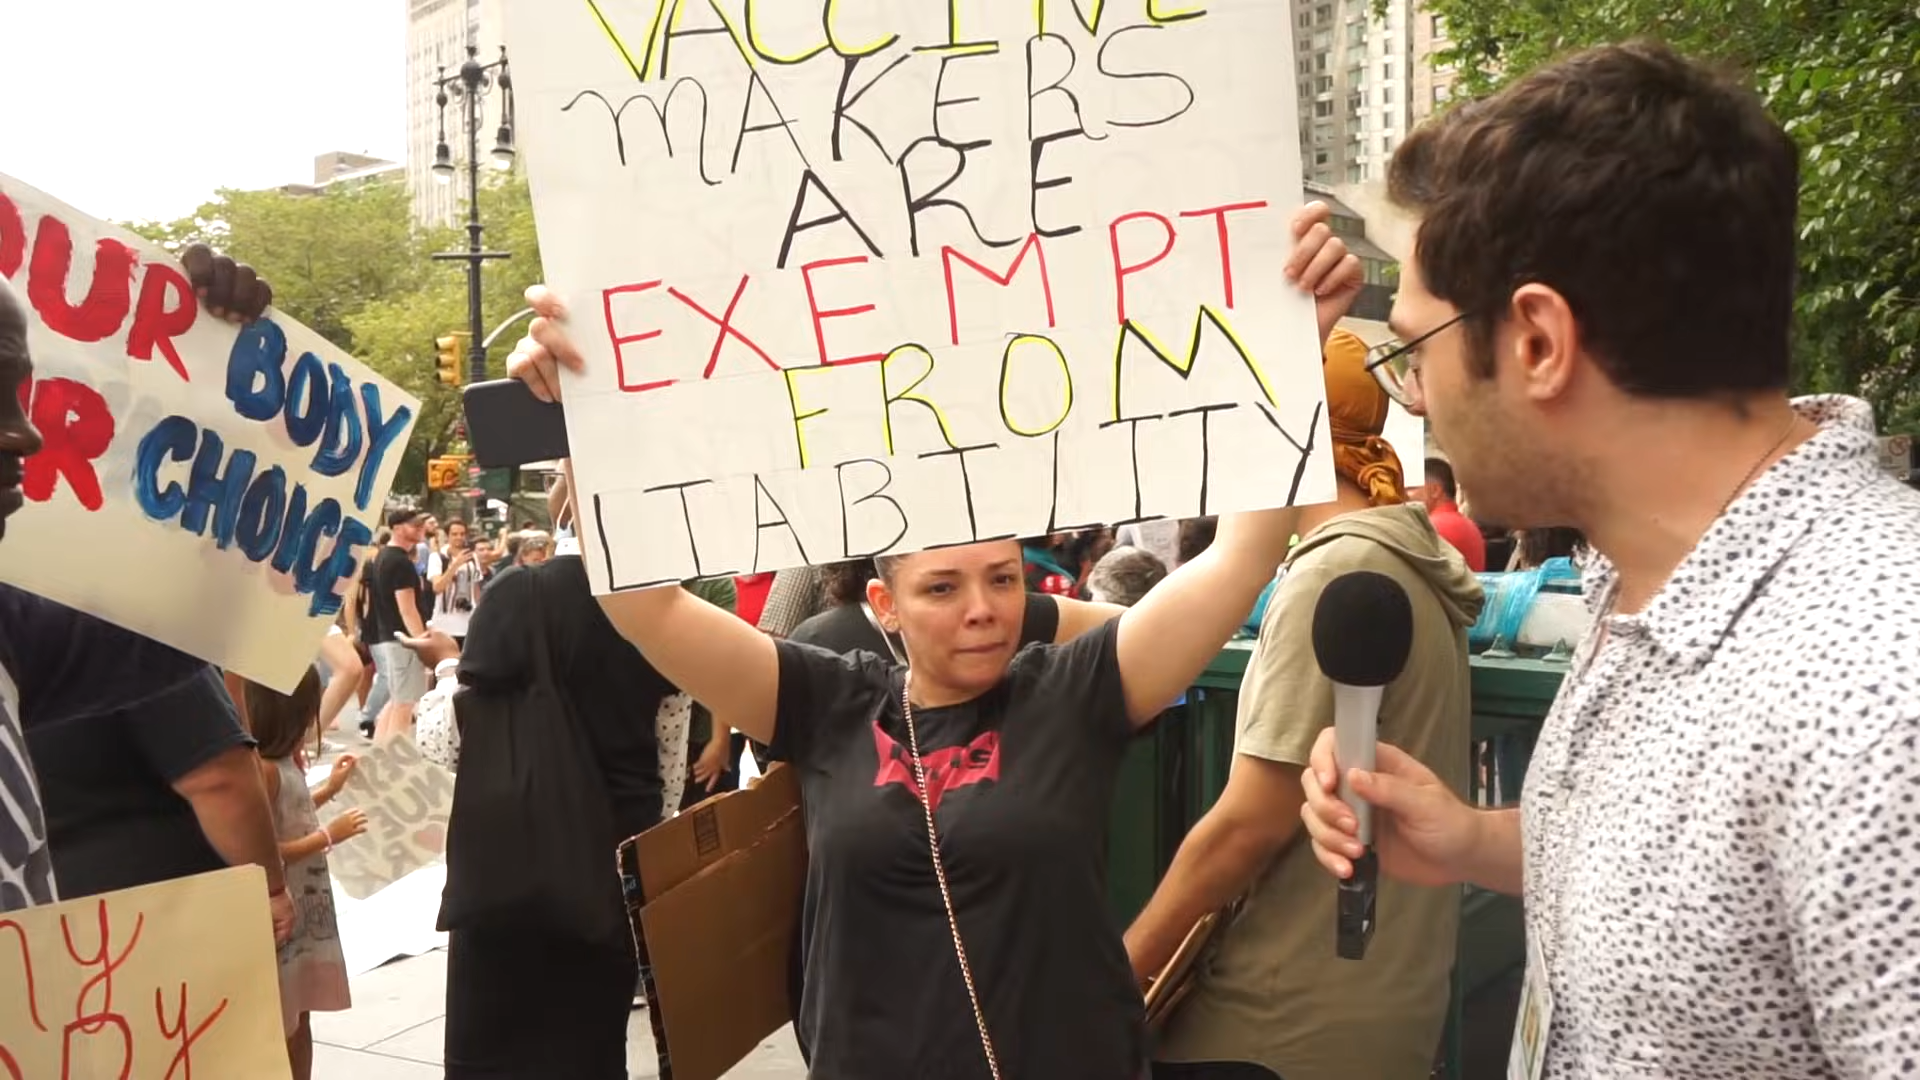 VACCINE
MAKERS
ARE
EXEMPT
FROM
LIABILITY
OUR BODY
CHOICE
my